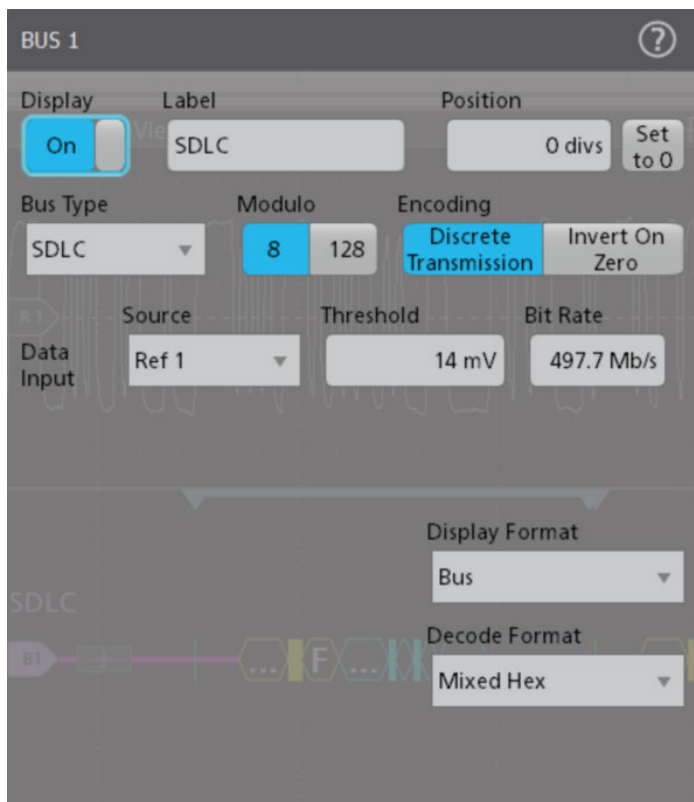 BUS 1
?
Display
Label
Position
On
SDLC
0 divs
Set
to 0
Bus Type
Modulo
Encoding
SDLC
8
128
Discrete
Transmission
Invert On
Zero
R1
Source
Threshold
Bit Rate
Data
Input
Ref 1
14 mV
497.7 Mb/s
Display Format
Bus
SDLC
Decode Format
B1
...
F
...
Mixed Hex